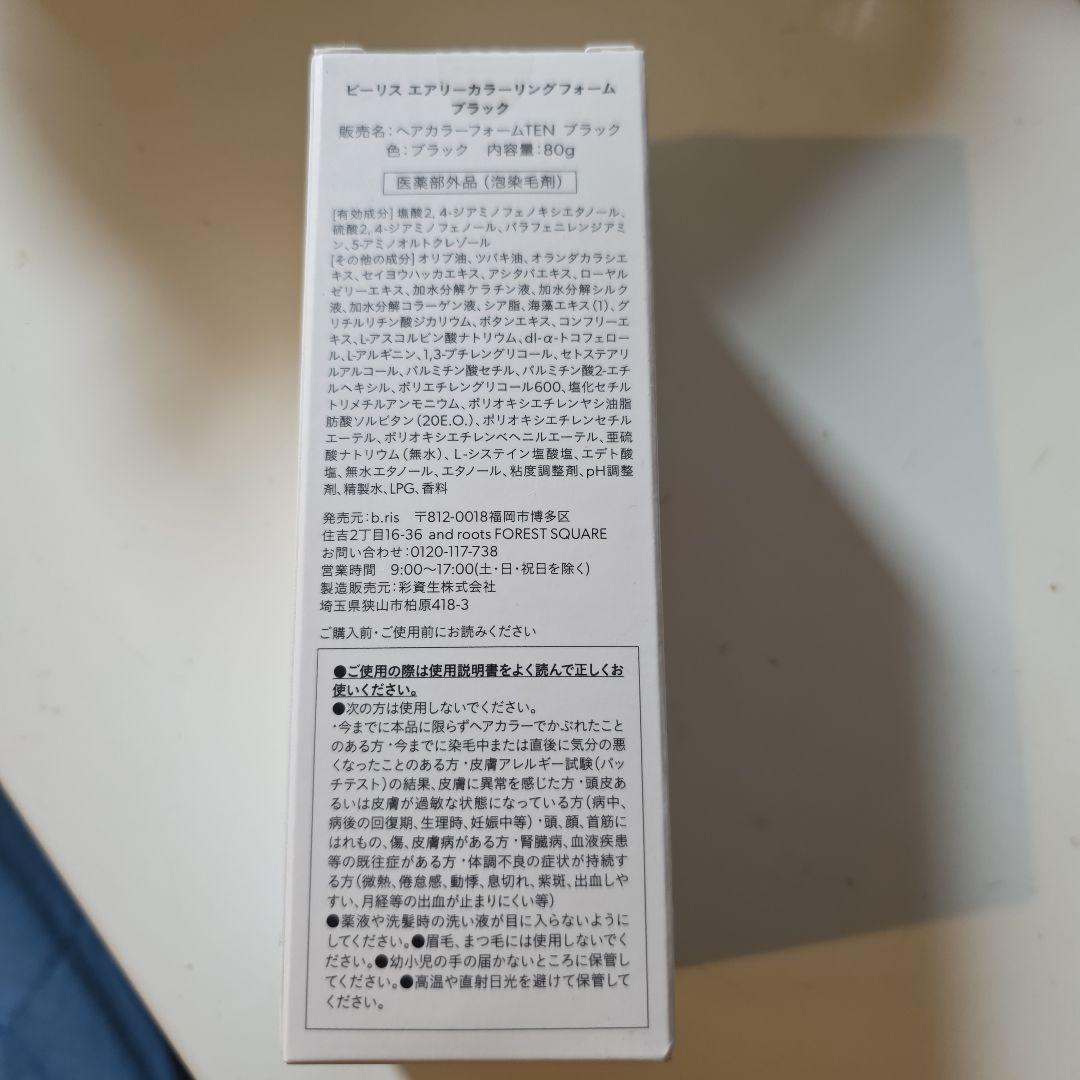 ビーリス エアリーカラーリングフォーム
ブラック
販売名:ヘアカラーフォームTEN ブラック
色:ブラック 内容量:80g
医薬部外品(泡染毛剤)
[有効成分]塩酸2, 4-ジアミノフェノキシエタノール、
硫酸2, 4-ジアミノフェノール、パラフェニレンジアミ
ン、5-アミノオルトクレゾール
[その他の成分]オリブ油、ツバキ油、オランダカラシエ
キス、セイヨウハッカエキス、アシタバエキス、ローヤル
ゼリーエキス、加水分解ケラチン液、加水分解シルク
液、加水分解コラーゲン液、シア脂、海藻エキス(1)、グ
リチルリチン酸ジカリウム、ボタンエキス、コンフリーエ
キス、L-アスコルビン酸ナトリウム、dl-α-トコフェロー
ル、L-アルギニン、1,3-ブチレングリコール、セトステアリ
ルアルコール、パルミチン酸セチル、パルミチン酸2-エチ
ルヘキシル、ポリエチレングリコール600、塩化セチル
トリメチルアンモニウム、ポリオキシエチレンヤシ油脂
肪酸ソルビタン(20E.O.)、ポリオキシエチレンセチル
エーテル、ポリオキシエチレンベヘニルエーテル、亜硫
酸ナトリウム(無水)、L-システイン塩酸塩、エデト酸
塩、無水エタノール、エタノール、粘度調整剤、pH調整
剤、精製水、LPG、香料
発売元:b.ris 〒812-0018福岡市博多区
住吉2丁目16-36 and roots FOREST SQUARE
お問い合わせ:0120-117-738
営業時間 9:00～17:00(土・日・祝日を除く)
製造販売元:彩資生株式会社
埼玉県狭山市柏原418-3
ご購入前・ご使用前にお読みください
●ご使用の際は使用説明書をよく読んで正しくお
使いください。
●次の方は使用しないでください。
・今までに本品に限らずヘアカラーでかぶれたこと
のある方・今までに染毛中または直後に気分の悪
くなったことのある方・皮膚アレルギー試験(パッ
チテスト)の結果、皮膚に異常を感じた方・頭皮あ
るいは皮膚が過敏な状態になっている方(病中、
病後の回復期、生理時、妊娠中等)・頭、顔、首筋に
はれもの、傷、皮膚病がある方・腎臓病、血液疾患
等の既往症がある方・体調不良の症状が持続す
る方(微熱、倦怠感、動悸、息切れ、紫斑、出血しや
すい、月経等の出血が止まりにくい等)
●薬液や洗髪時の洗い液が目に入らないように
してください。●眉毛、まつ毛には使用しないでく
ださい。●幼小児の手の届かないところに保管し
てください。●高温や直射日光を避けて保管して
ください。